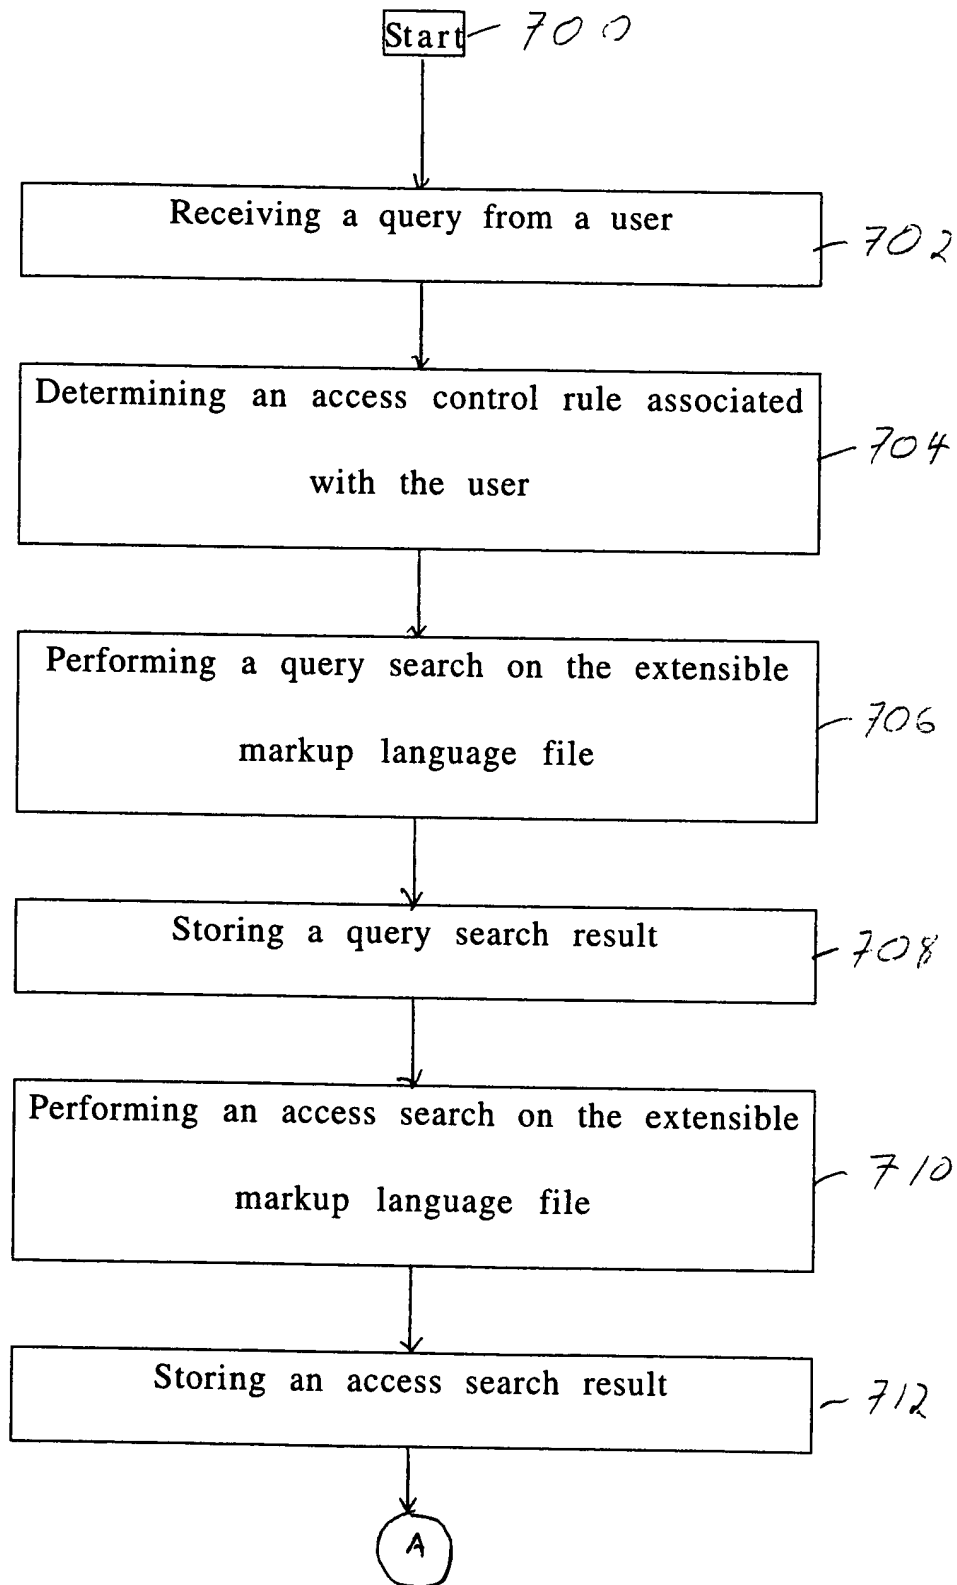 Start 700
Receiving a query from a user 702
Determining an access control rule associated
with the user 704
Performing a query search on the extensible
markup language file 706
Storing a query search result 708
Performing an access search on the extensible
markup language file 710
Storing an access search result 712
A